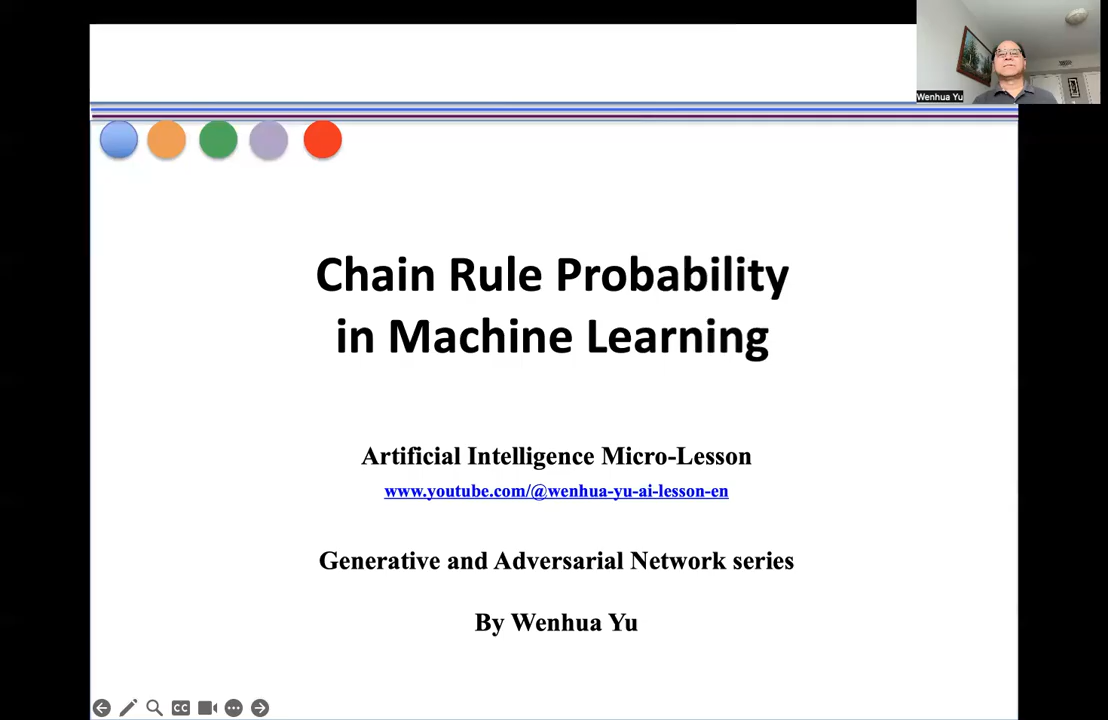 Wenhua Yu
Chain Rule Probability
in Machine Learning
Artificial Intelligence Micro-Lesson
www.youtube.com/@wenhua-yu-ai-lesson-en
Generative and Adversarial Network series
By Wenhua Yu
CC